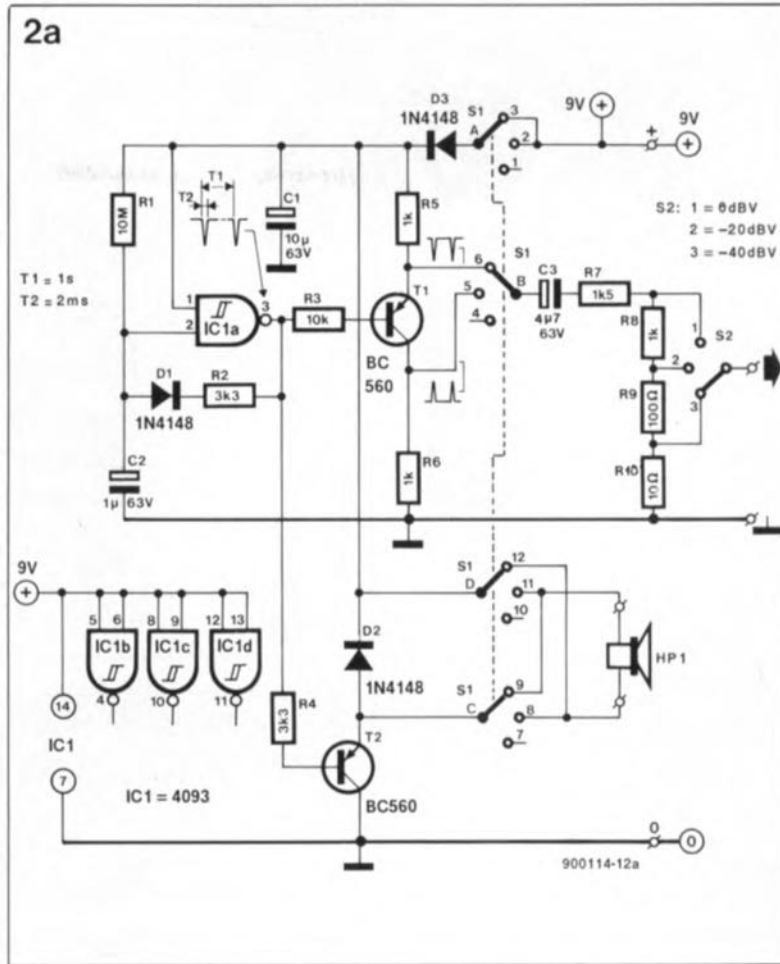 2a
D3
1N4148
S1
3
A
2
1
9V
+
+
9V
+
T1
T2
R1
10M
C1
10µ
63V
R5
1k
S2: 1 = 0dBV
2 = -20dBV
3 = -40dBV
T1 = 1s
T2 = 2ms
1
2
IC1a
3
R3
10k
T1
BC
560
6
5
4
S1
B
C3
4µ7
63V
R7
1k5
R8
1k
1
2
3
S2
D1
1N4148
R2
3k3
R9
100Ω
C2
1µ 63V
R6
1k
R10
10Ω
9V
+
5 6 8 9 12 13
IC1b
IC1c
IC1d
4
10
11
14
IC1
7
IC1 = 4093
R4
3k3
D2
1N4148
T2
BC560
S1
D
12
11
10
S1
C
9
8
7
HP1
0
0
900114-12a